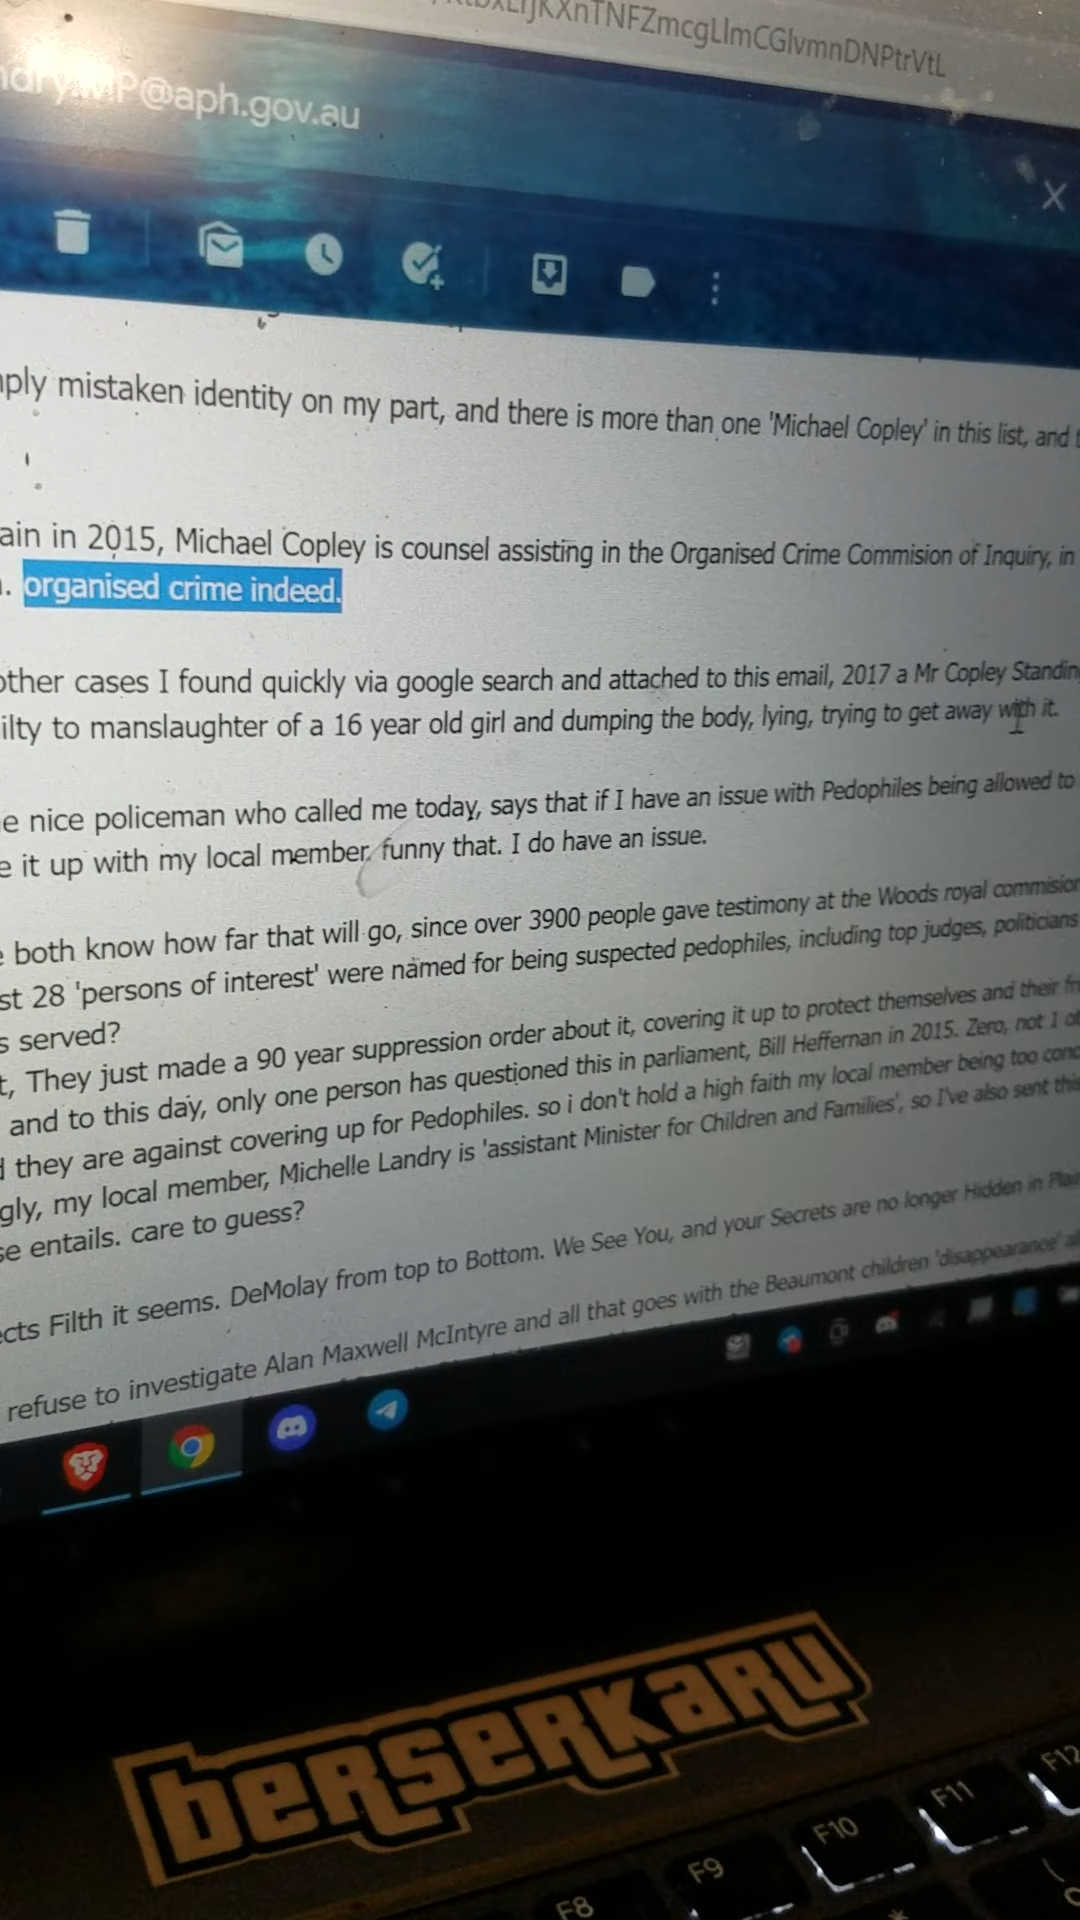 @aph.gov.au
mistaken identity on my part, and there is more than one 'Michael Copley' in this list, and
in 2015, Michael Copley is counsel assisting in the Organised Crime Commision of Inquiry, in
organised crime indeed.
other cases I found quickly via google search and attached to this email, 2017 a Mr Copley
to manslaughter of a 16 year old girl and dumping the body, lying, trying to get away with it.
nice policeman who called me today, says that if I have an issue with Pedophiles being allowed to
it up with my local member, funny that. I do have an issue.
both know how far that will go, since over 3900 people gave testimony at the Woods royal commision
28 'persons of interest' were named for being suspected pedophiles, including top judges, politicians
served?
They just made a 90 year suppression order about it, covering it up to protect themselves and their
and to this day, only one person has questioned this in parliament, Bill Heffernan in 2015. Zero, not 1
they are against covering up for Pedophiles. so i don't hold a high faith my local member being too
my local member, Michelle Landry is 'assistant Minister for Children and Families', so I've also sent this
entails. care to guess?
Filth it seems. DeMolay from top to Bottom. We See You, and your Secrets are no longer Hidden in
refuse to investigate Alan Maxwell McIntyre and all that goes with the Beaumont children 'disappearance'
berserkaru
F8
F9
F10
F11
F12